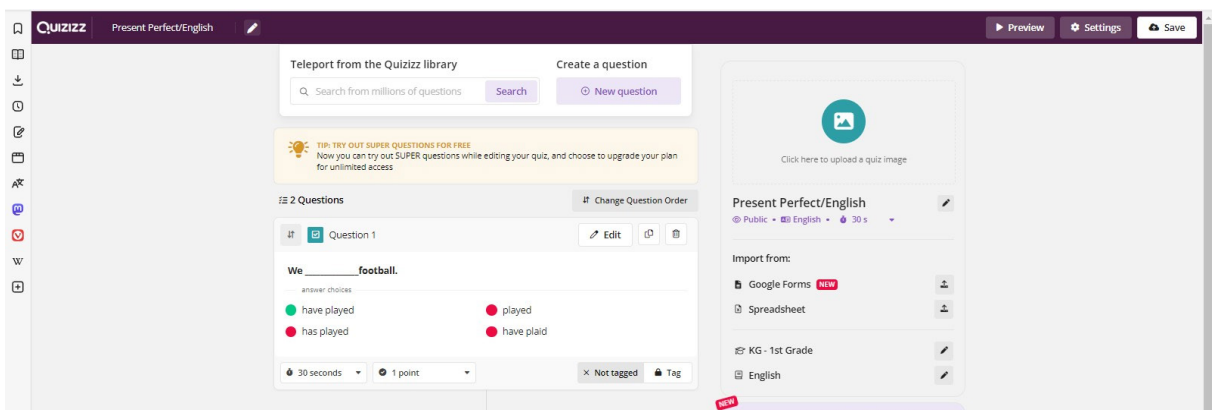 Quizizz Present Perfect/English Preview Settings Save
Teleport from the Quizizz library
Search from millions of questions Search
Create a question
New question
TIP: TRY OUT SUPER QUESTIONS FOR FREE
Now you can try out SUPER questions while editing your quiz, and choose to upgrade your plan
for unlimited access
2 Questions Change Question Order
Question 1 Edit
We ____________football.
answer choices
have played played
has played have plaid
30 seconds 1 point Not tagged Tag
Click here to upload a quiz image
Present Perfect/English
Public • English • 30 s
Import from:
Google Forms NEW
Spreadsheet
KG - 1st Grade
English
NEW
W